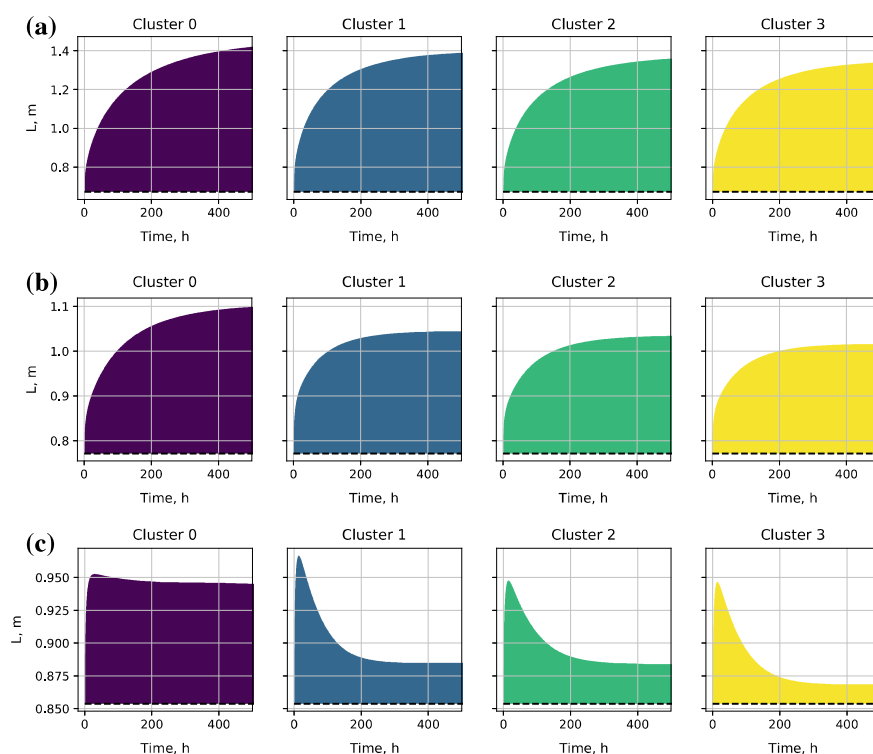 (a)
Cluster 0
Cluster 1
Cluster 2
Cluster 3
L, m
1.4
1.2
1.0
0.8
0 200 400
0 200 400
0 200 400
0 200 400
Time, h
Time, h
Time, h
Time, h
(b)
Cluster 0
Cluster 1
Cluster 2
Cluster 3
L, m
1.1
1.0
0.9
0.8
0 200 400
0 200 400
0 200 400
0 200 400
Time, h
Time, h
Time, h
Time, h
(c)
Cluster 0
Cluster 1
Cluster 2
Cluster 3
L, m
0.950
0.925
0.900
0.875
0.850
0 200 400
0 200 400
0 200 400
0 200 400
Time, h
Time, h
Time, h
Time, h